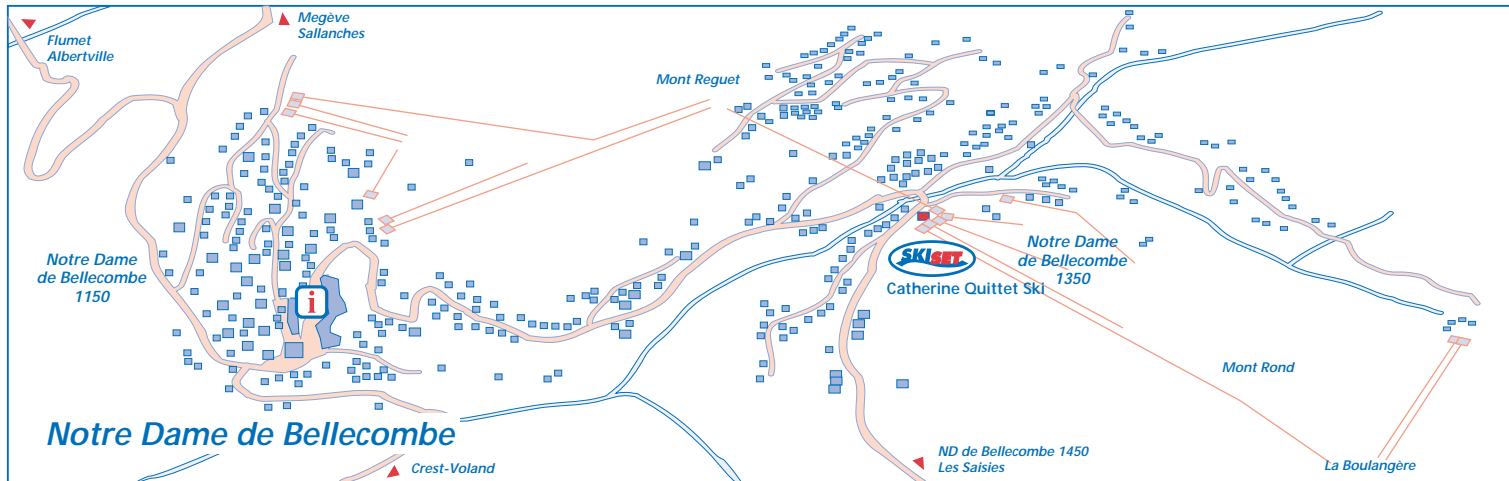 Flumet
Albertville
Megève
Sallanches
Mont Reguet
Notre Dame
de Bellecombe
1150
i
SKISET
Catherine Quittet Ski
Notre Dame
de Bellecombe
1350
Mont Rond
Notre Dame de Bellecombe
Crest-Voland
ND de Bellecombe 1450
Les Saisies
La Boulangère